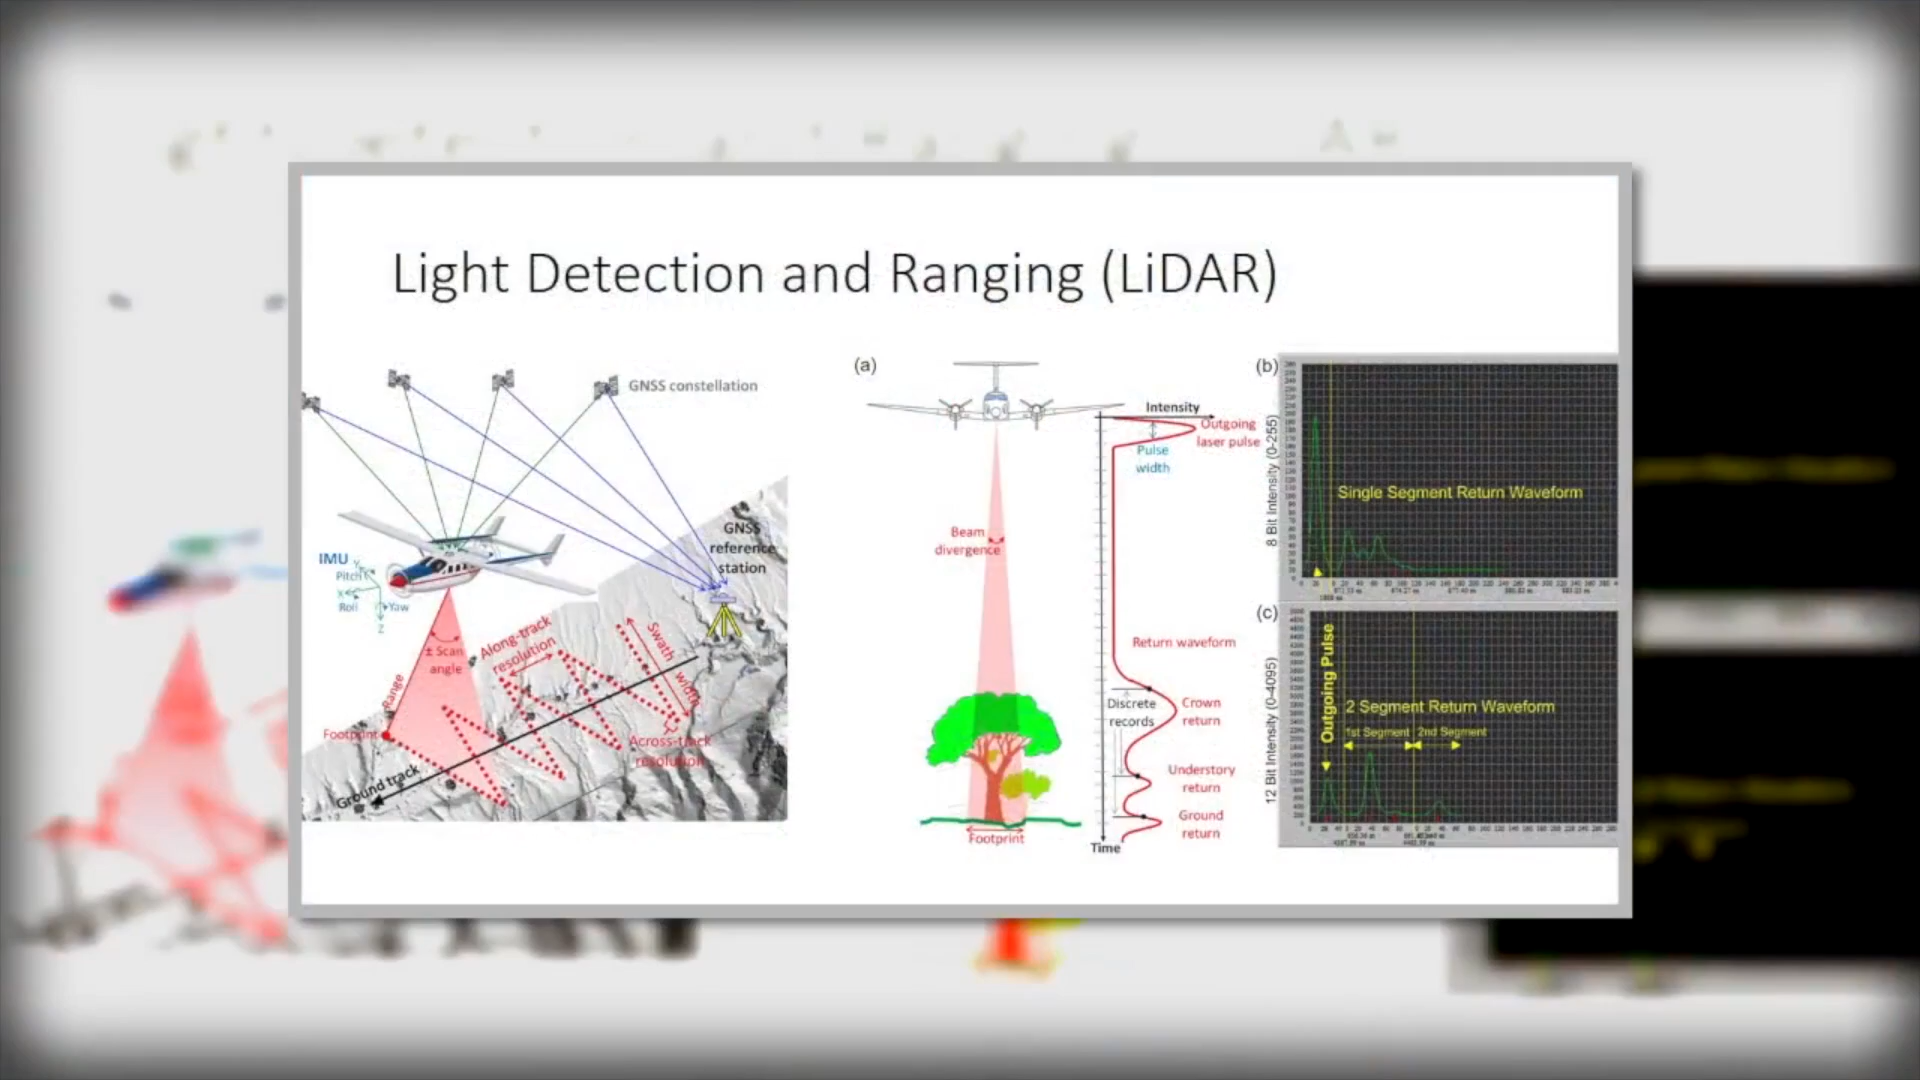 Light Detection and Ranging (LiDAR)
GNSS constellation
GNSS
reference
station
IMU
Pitch
Y
X
Roll
Yaw
Z
± Scan
angle
Along-track
resolution
Swath width
Range
Footprint
Across-track
resolution
Ground track
(a)
Intensity
Outgoing
laser pulse
Pulse
width
Beam
divergence
Return waveform
Discrete
records
Crown
return
Understory
return
Ground
return
Footprint
Time
(b)
8 Bit Intensity (0-255)
Single Segment Return Waveform
(c)
12 Bit Intensity (0-4095)
Outgoing Pulse
2 Segment Return Waveform
1st Segment
2nd Segment